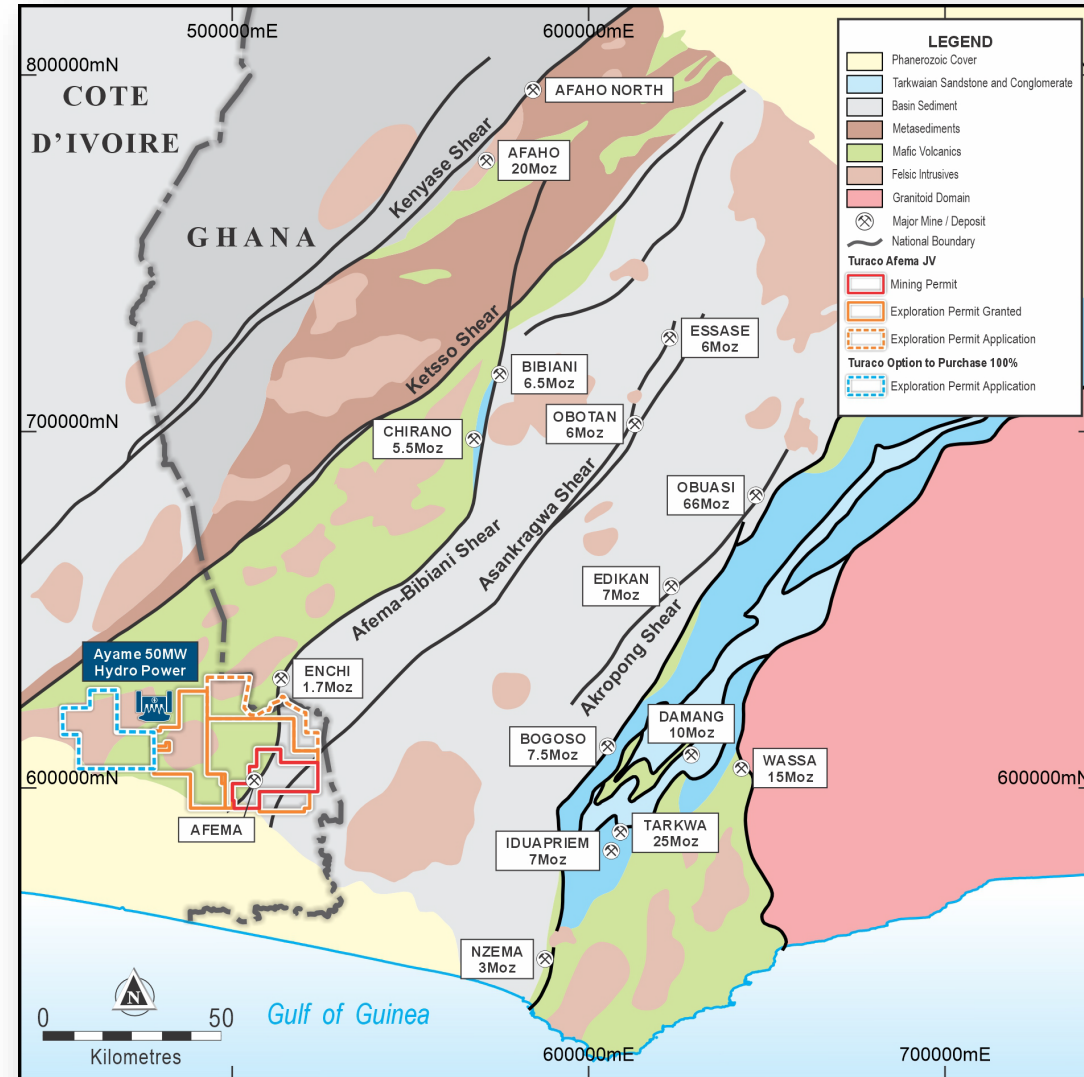 500000mE
600000mE
800000mN
COTE
D'IVOIRE
GHANA
LEGEND
Phanerozoic Cover
Tarkwaian Sandstone and Conglomerate
Basin Sediment
Metasediments
Mafic Volcanics
Felsic Intrusives
Granitoid Domain
Major Mine / Deposit
National Boundary
Turaco Afema JV
Mining Permit
Exploration Permit Granted
Exploration Permit Application
Turaco Option to Purchase 100%
Exploration Permit Application
AFAHO NORTH
Kenyase Shear
AFAHO
20Moz
Ketsso Shear
ESSASE
6Moz
BIBIANI
6.5Moz
OBOTAN
6Moz
CHIRANO
5.5Moz
700000mN
OBUASI
66Moz
Asankragwa Shear
Afema-Bibiani Shear
EDIKAN
7Moz
Akropong Shear
Ayame 50MW
Hydro Power
ENCHI
1.7Moz
DAMANG
10Moz
BOGOSO
7.5Moz
WASSA
15Moz
600000mN
600000mN
AFEMA
TARKWA
25Moz
IDUAPRIEM
7Moz
NZEMA
3Moz
N
0 50
Kilometres
Gulf of Guinea
600000mE
700000mE